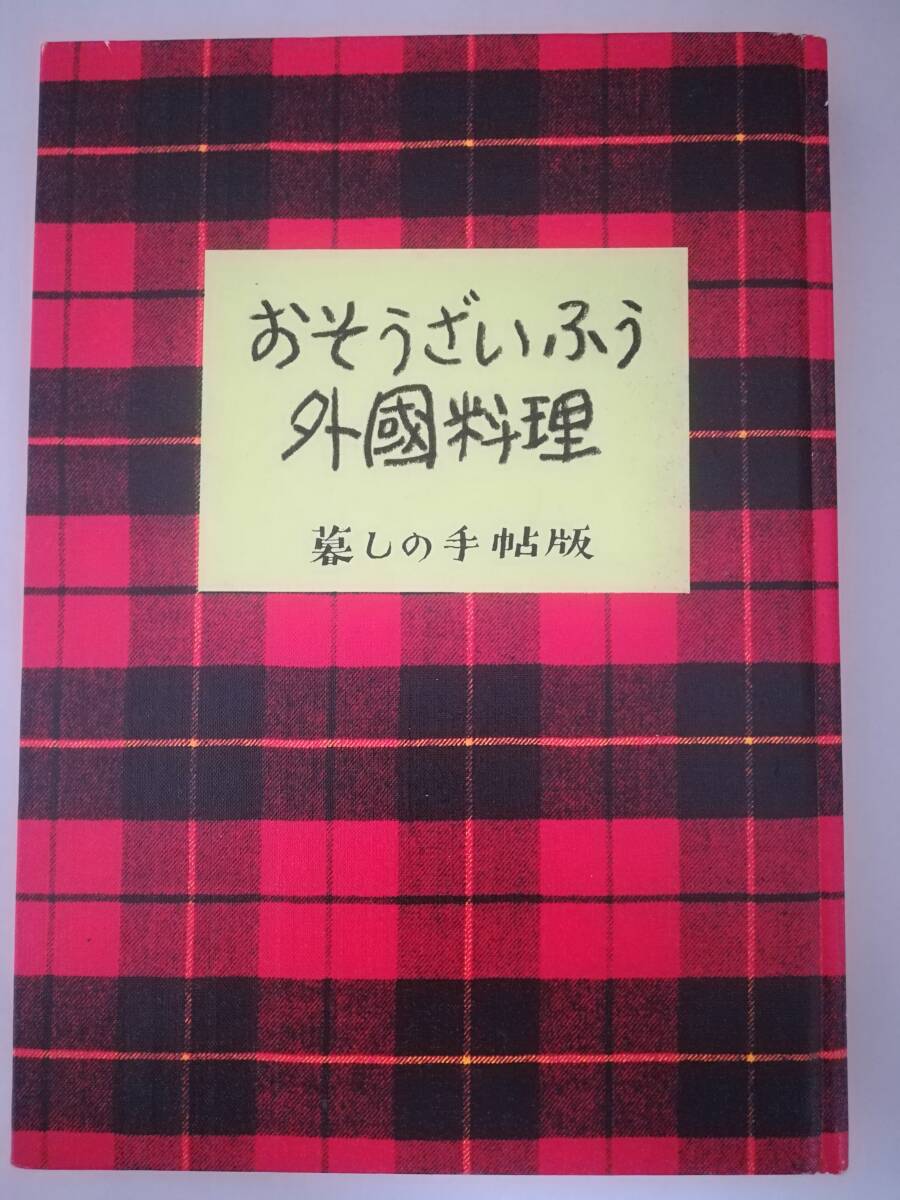 おそうざいふう
外國料理
暮しの手帖版